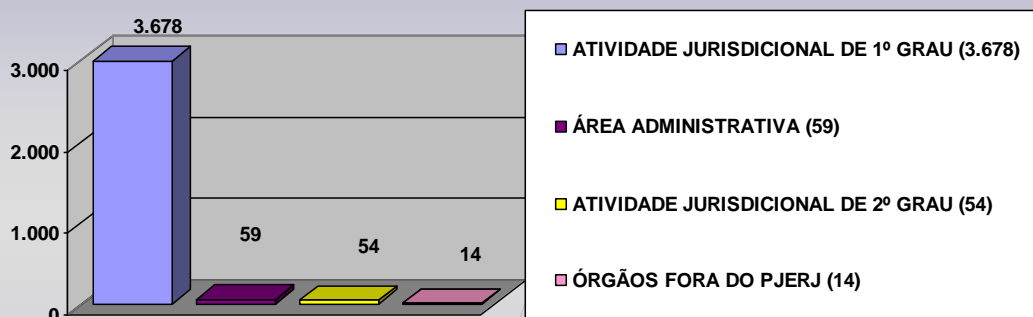 3.678
3.000
2.000
1.000
0
59
54
14
ATIVIDADE JURISDICIONAL DE 1º GRAU (3.678)
ÁREA ADMINISTRATIVA (59)
ATIVIDADE JURISDICIONAL DE 2º GRAU (54)
ÓRGÃOS FORA DO PJERJ (14)